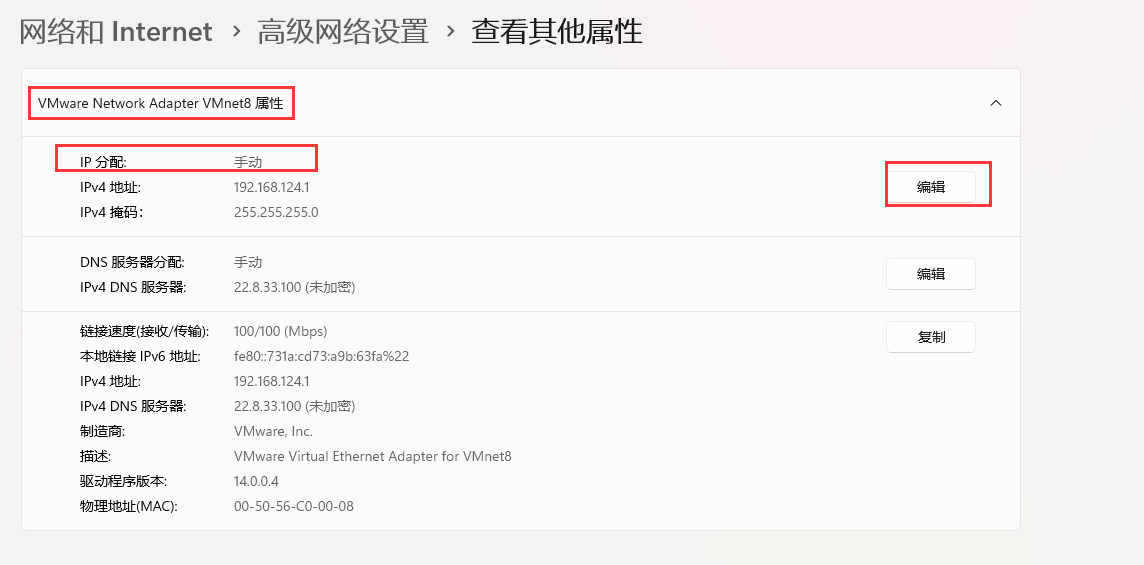 网络和 Internet › 高级网络设置 › 查看其他属性
VMware Network Adapter VMnet8 属性
IP 分配: 手动
IPv4 地址: 192.168.124.1
IPv4 掩码: 255.255.255.0
编辑
DNS 服务器分配: 手动
IPv4 DNS 服务器: 22.8.33.100 (未加密)
编辑
链接速度(接收/传输): 100/100 (Mbps)
本地链接 IPv6 地址: fe80::731a:cd73:a9b:63fa%22
IPv4 地址: 192.168.124.1
IPv4 DNS 服务器: 22.8.33.100 (未加密)
制造商: VMware, Inc.
描述: VMware Virtual Ethernet Adapter for VMnet8
驱动程序版本: 14.0.0.4
物理地址(MAC): 00-50-56-C0-00-08
复制